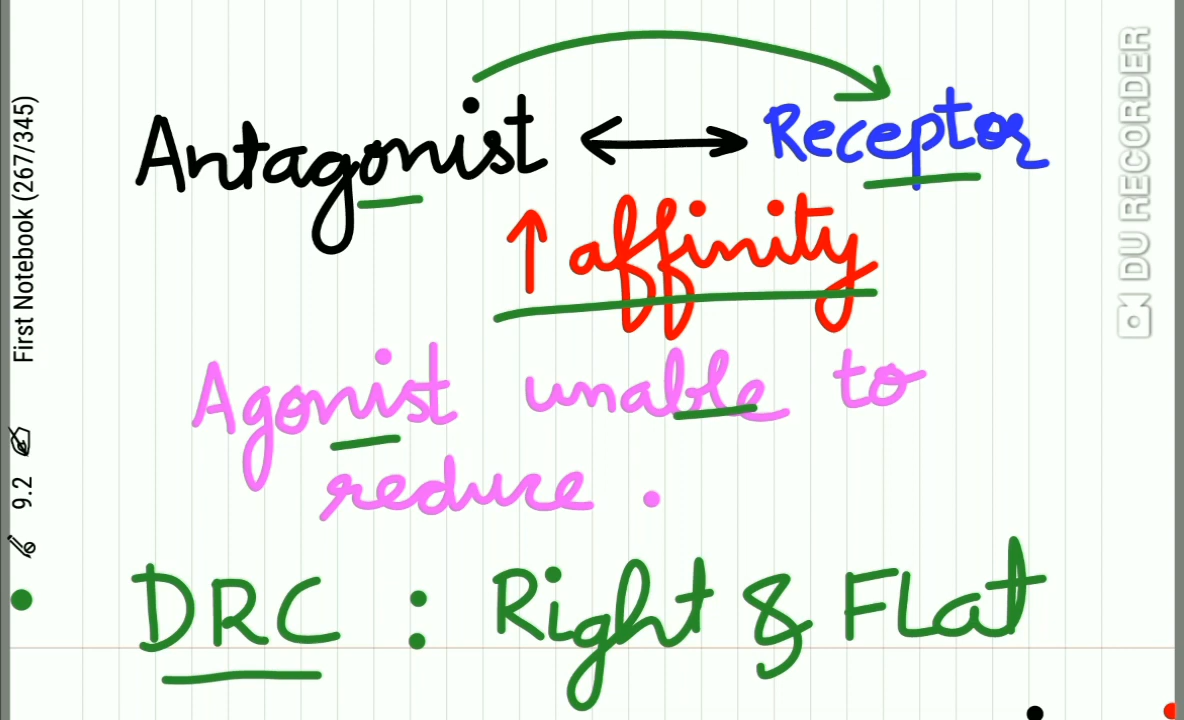 Antagonist ↔ Receptor
↑ affinity
Agonist unable to
reduce.
DRC : Right & Flat
First Notebook (267/345)
9.2
DU RECORDER